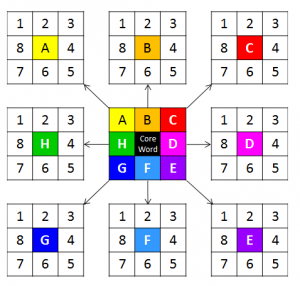 1 2 3 1 2 3 1 2 3
8 A 4 8 B 4 8 C 4
7 6 5 7 6 5 7 6 5
A B C
1 2 3 H Core Word D 1 2 3
8 H 4 G F E 8 D 4
7 6 5 7 6 5
1 2 3 1 2 3 1 2 3
8 G 4 8 F 4 8 E 4
7 6 5 7 6 5 7 6 5